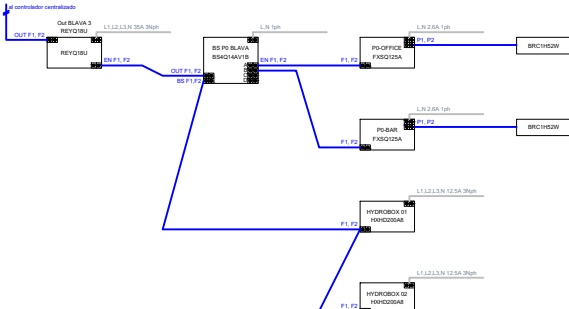 al controlador centralizado
Out BLAVA 3
REYQ18U
L1,L2,L3,N 35A 3Nph
OUT F1, F2
REYQ18U
EN F1, F2
L,N 1ph
BS P0 BLAVA
BS4Q14AV1B
OUT F1, F2
BS F1,F2
A
B
C
D
EN F1, F2
L,N 2.6A 1ph
P0-OFFICE
FXSQ125A
F1, F2
P1, P2
BRC1H52W
L,N 2.6A 1ph
P0-BAR
FXSQ125A
F1, F2
P1, P2
BRC1H52W
L1,L2,L3,N 12.5A 3Nph
HYDROBOX 01
HXHD200A8
F1, F2
L1,L2,L3,N 12.5A 3Nph
HYDROBOX 02
HXHD200A8
F1, F2